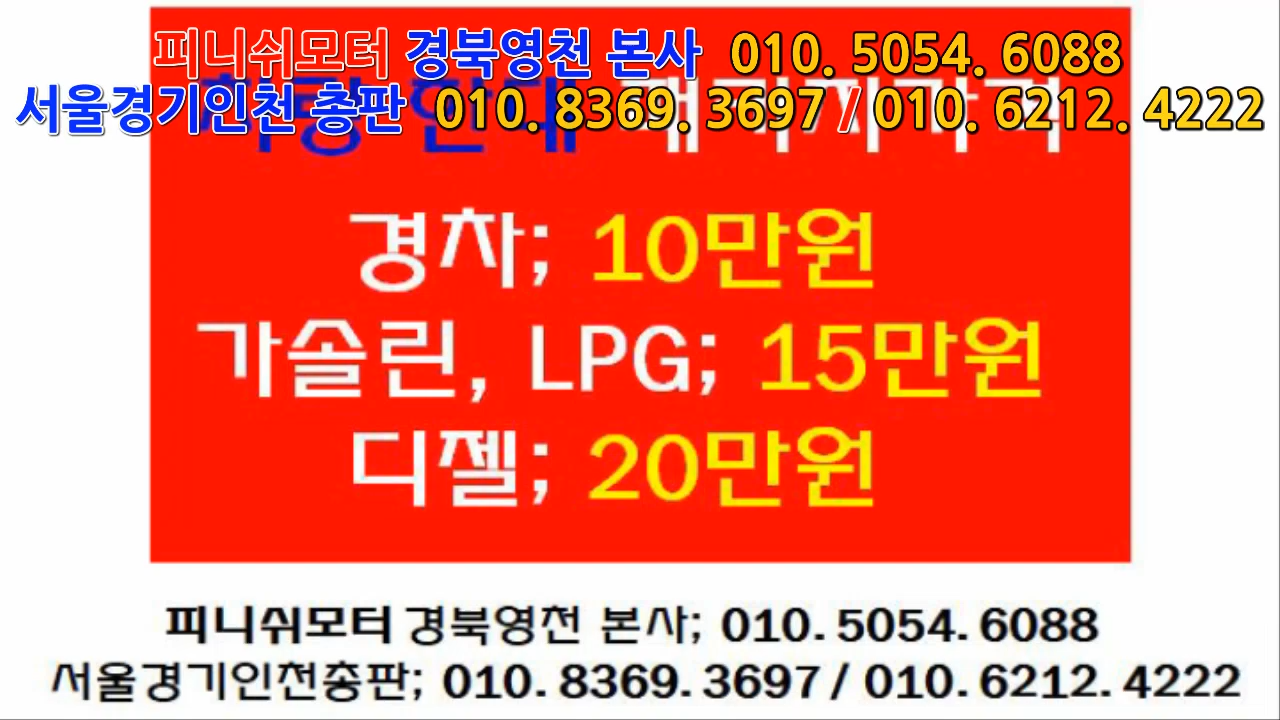 피니쉬모터 경북영천 본사 010. 5054. 6088
서울경기인천 총판 010. 8369. 3697 / 010. 6212. 4222
경차; 10만원
가솔린, LPG; 15만원
디젤; 20만원
피니쉬모터 경북영천 본사; 010. 5054. 6088
서울경기인천총판; 010. 8369. 3697 / 010. 6212. 4222